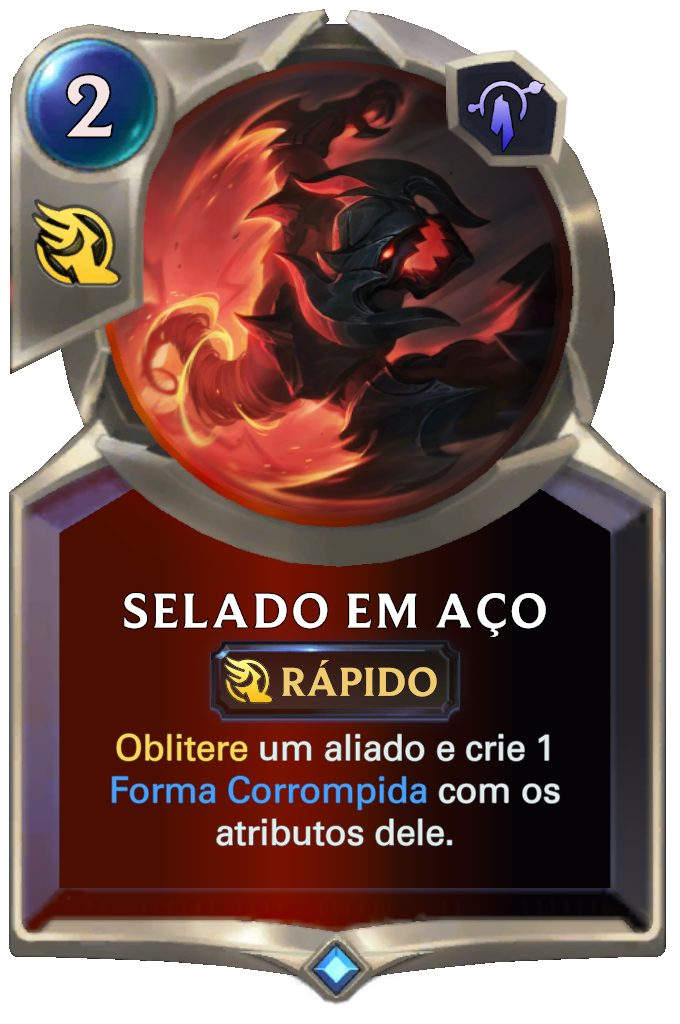 2
SELADO EM AÇO
RÁPIDO
Oblitere um aliado e crie 1
Forma Corrompida com os
atributos dele.